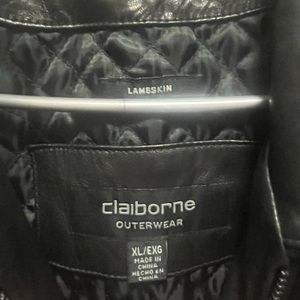 LAMBSKIN
claiborne
OUTERWEAR
XL/EXG
MADE IN
CHINA
HECHO EN
CHINA